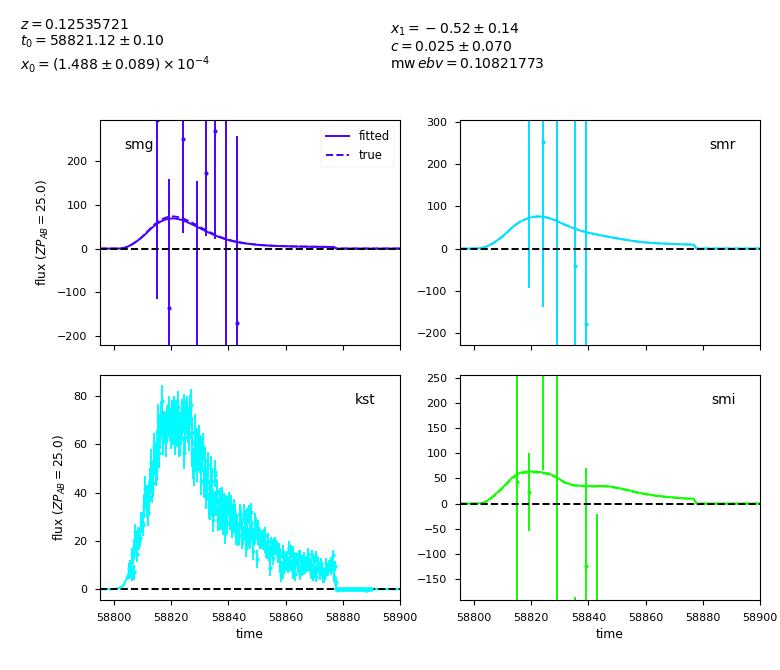 z = 0.12535721
t₀ = 58821.12 ± 0.10
x₀ = (1.488 ± 0.089) × 10⁻⁴
x₁ = −0.52 ± 0.14
c = 0.025 ± 0.070
mw ebv = 0.10821773
smg
fitted
true
200
100
0
−100
−200
flux (ZP_AB = 25.0)
smr
300
200
100
0
−100
−200
kst
80
60
40
20
0
flux (ZP_AB = 25.0)
58800 58820 58840 58860 58880 58900
time
smi
250
200
150
100
50
0
−50
−100
−150
58800 58820 58840 58860 58880 58900
time